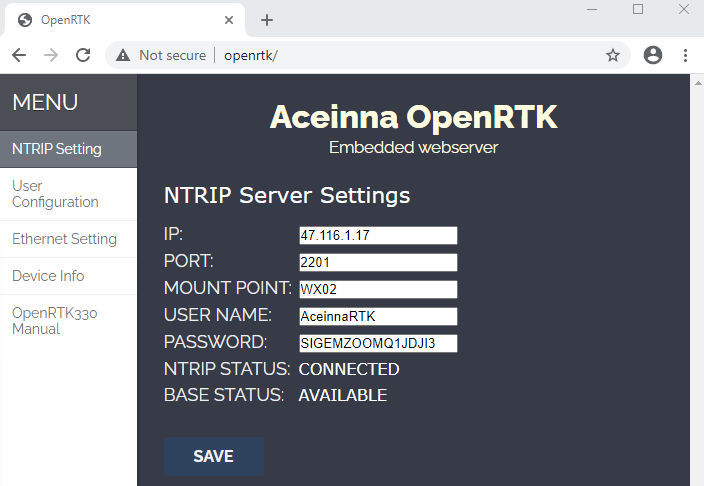 OpenRTK
Not secure
openrtk/
MENU
NTRIP Setting
User
Configuration
Ethernet Setting
Device Info
OpenRTK330
Manual
Aceinna OpenRTK
Embedded webserver
NTRIP Server Settings
IP: 47.116.1.17
PORT: 2201
MOUNT POINT: WX02
USER NAME: AceinnaRTK
PASSWORD: SIGEMZOOMQ1JDJI3
NTRIP STATUS: CONNECTED
BASE STATUS: AVAILABLE
SAVE